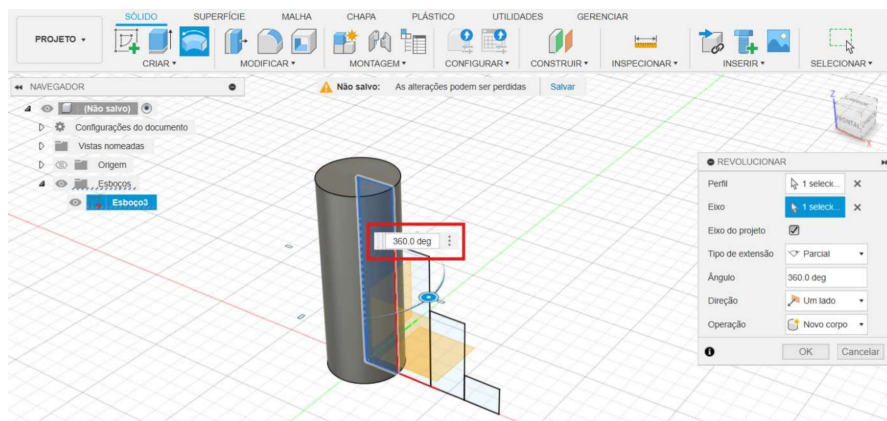 SÓLIDO SUPERFÍCIE MALHA CHAPA PLÁSTICO UTILIDADES GERENCIAR
PROJETO
CRIAR MODIFICAR MONTAGEM CONFIGURAR CONSTRUIR INSPECIONAR INSERIR SELECIONAR
NAVEGADOR
Não salvo: As alterações podem ser perdidas Salvar
(Não salvo)
Configurações do documento
Vistas nomeadas
Origem
Esboços
Esboço3
360.0 deg
Z
FRONTAL
X
REVOLUCIONAR
Perfil 1 seleck...
Eixo 1 seleck...
Eixo do projeto
Tipo de extensão Parcial
Ângulo 360.0 deg
Direção Um lado
Operação Novo corpo
OK Cancelar